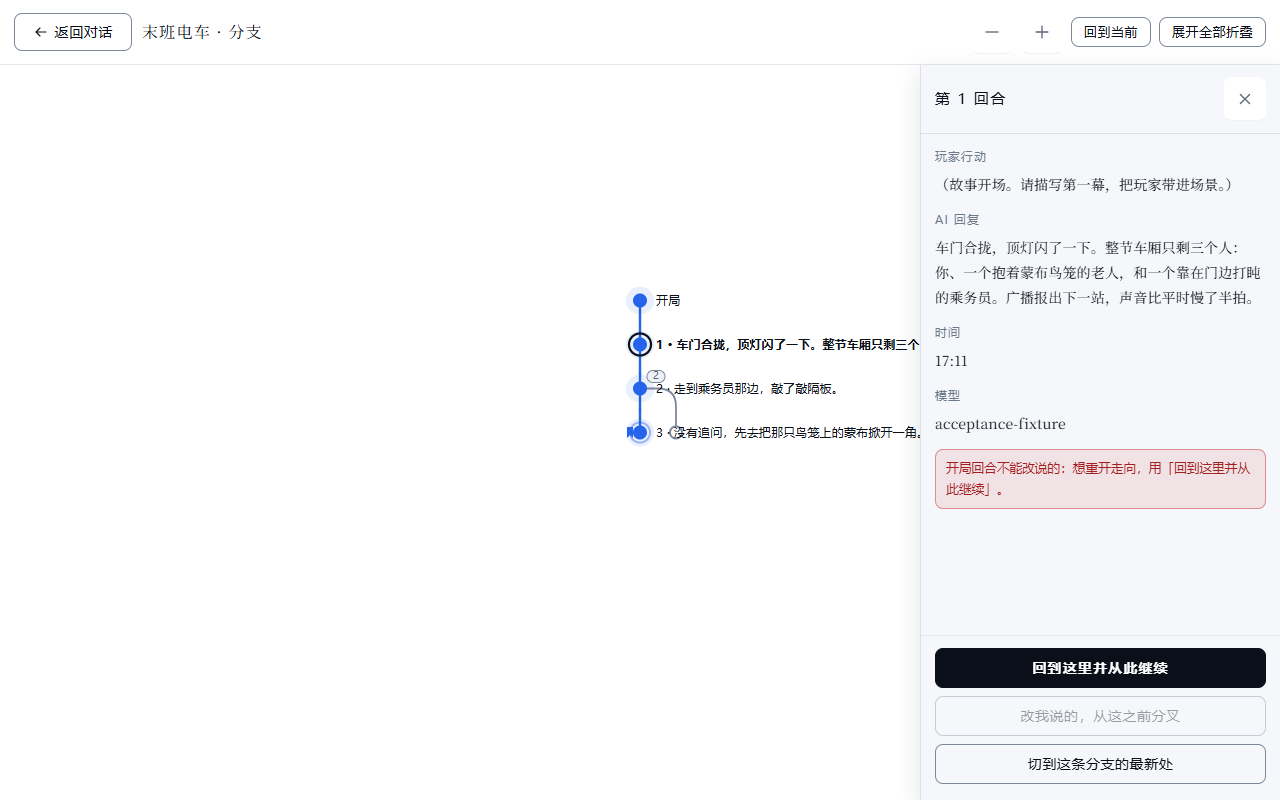 ← 返回对话
末班电车 · 分支
回到当前
展开全部折叠
第 1 回合
玩家行动
（故事开场。请描写第一幕，把玩家带进场景。）
AI 回复
车门合拢，顶灯闪了一下。整节车厢只剩三个人：
你、一个抱着蒙布鸟笼的老人，和一个靠在门边打盹
的乘务员。广播报出下一站，声音比平时慢了半拍。
时间
17:11
模型
acceptance-fixture
开局回合不能改说的：想重开走向，用「回到这里并从
此继续」。
回到这里并从此继续
改我说的，从这之前分叉
切到这条分支的最新处
开局
1 · 车门合拢，顶灯闪了一下。整节车厢只剩三个
2
2 · 走到乘务员那边，敲了敲隔板。
3 · 没有追问，先去把那只鸟笼上的蒙布掀开一角。